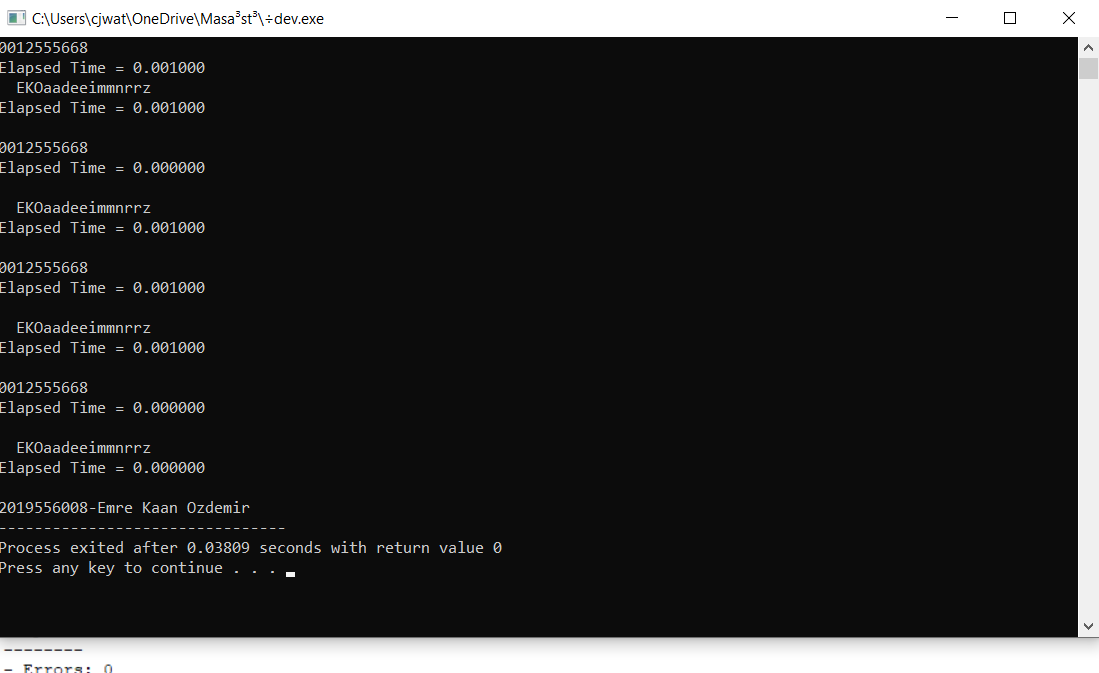 C:\Users\cjwat\OneDrive\Masa³st³\÷dev.exe
0012555668
Elapsed Time = 0.001000
  EKOaadeeimmnrrz
Elapsed Time = 0.001000
0012555668
Elapsed Time = 0.000000
  EKOaadeeimmnrrz
Elapsed Time = 0.001000
0012555668
Elapsed Time = 0.001000
  EKOaadeeimmnrrz
Elapsed Time = 0.001000
0012555668
Elapsed Time = 0.000000
  EKOaadeeimmnrrz
Elapsed Time = 0.000000
2019556008-Emre Kaan Ozdemir
--------------------------------
Process exited after 0.03809 seconds with return value 0
Press any key to continue . . .
--------
- Errors: 0